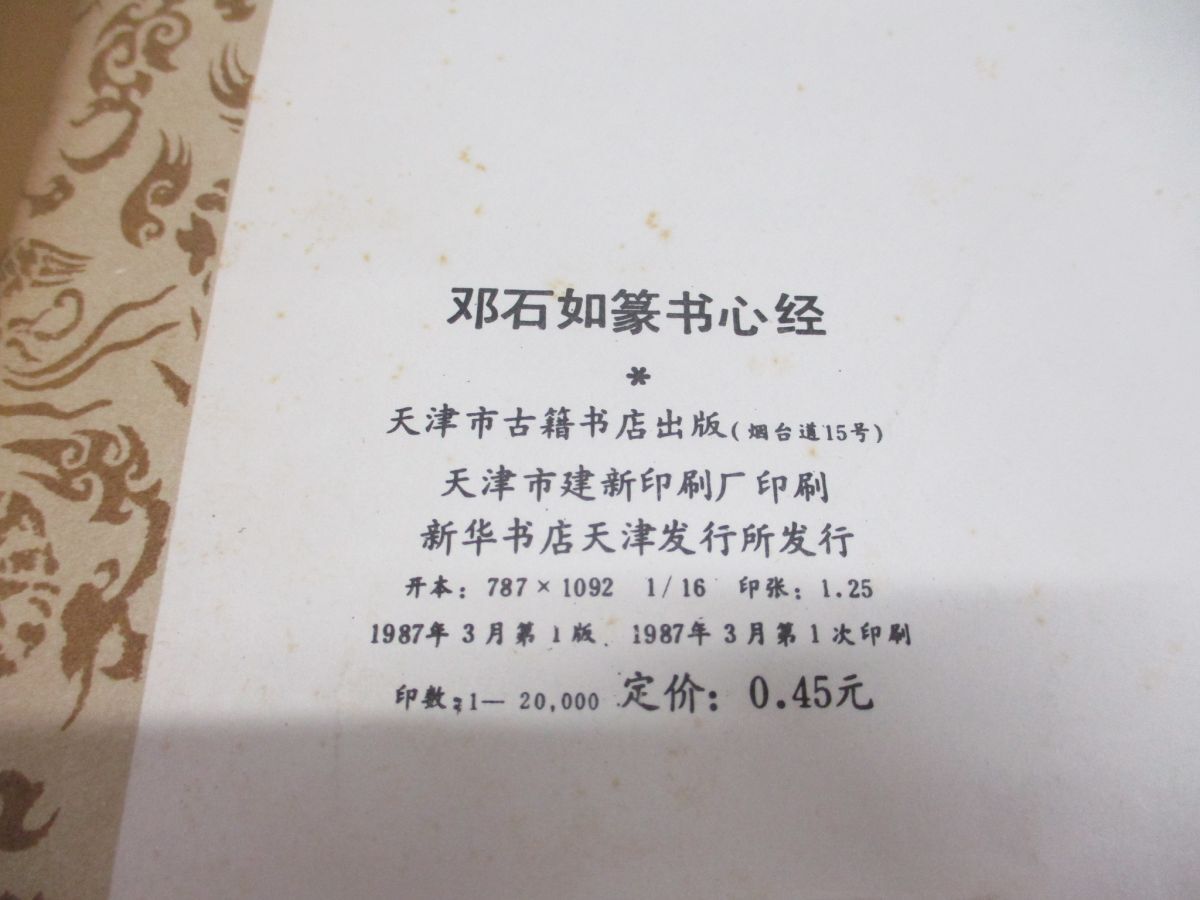 邓石如篆书心经
*
天津市古籍书店出版(烟台道15号)
天津市建新印刷厂印刷
新华书店天津发行所发行
开本: 787×1092 1/16 印张: 1.25
1987年3月第1版 1987年3月第1次印刷
印数:1— 20,000 定价: 0.45元